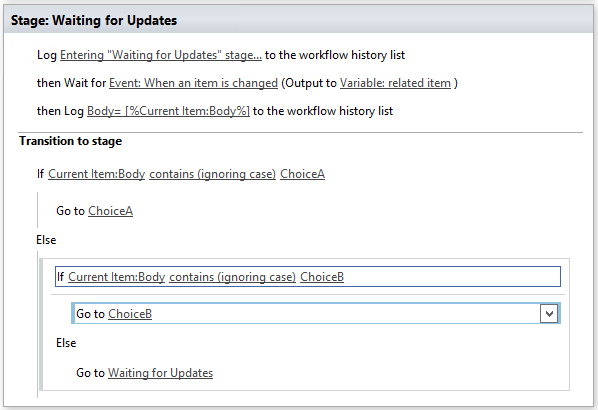 Stage: Waiting for Updates
Log Entering "Waiting for Updates" stage... to the workflow history list
then Wait for Event: When an item is changed (Output to Variable: related item )
then Log Body= [%Current Item:Body%] to the workflow history list
Transition to stage
If Current Item:Body contains (ignoring case) ChoiceA
Go to ChoiceA
Else
If Current Item:Body contains (ignoring case) ChoiceB
Go to ChoiceB
Else
Go to Waiting for Updates